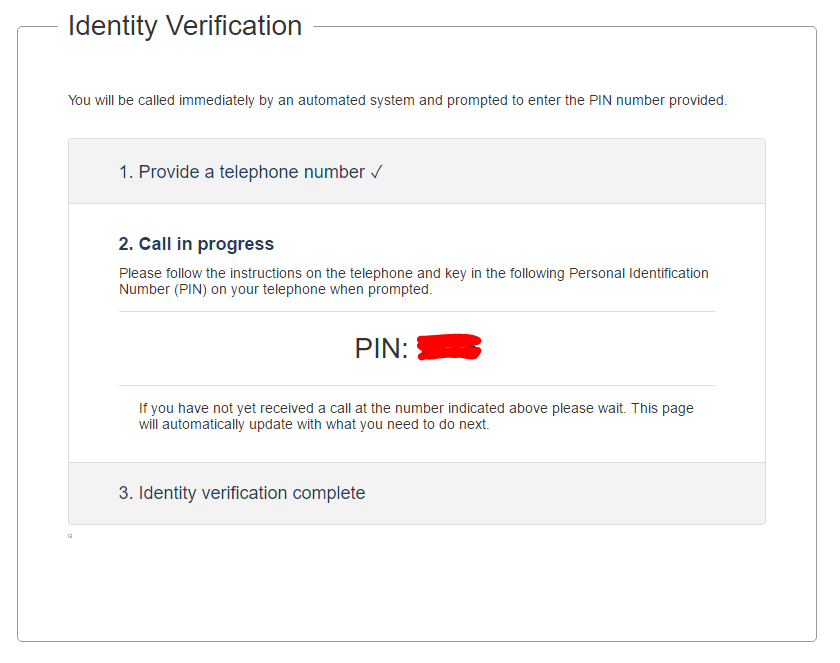 Identity Verification
You will be called immediately by an automated system and prompted to enter the PIN number provided.
1. Provide a telephone number ✓
2. Call in progress
Please follow the instructions on the telephone and key in the following Personal Identification
Number (PIN) on your telephone when prompted.
PIN:
If you have not yet received a call at the number indicated above please wait. This page
will automatically update with what you need to do next.
3. Identity verification complete